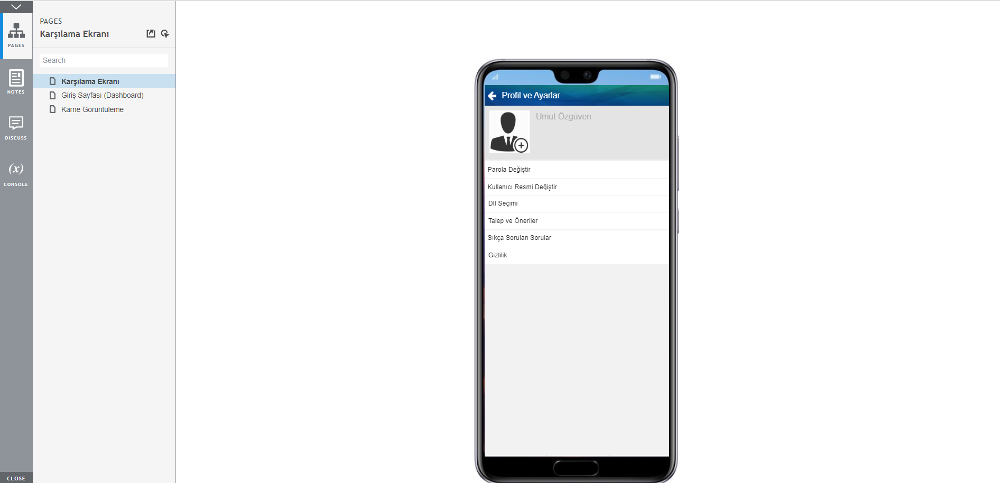 PAGES
NOTES
DISCUSS
(x)
CONSOLE
CLOSE
PAGES
Karşılama Ekranı
Search
Karşılama Ekranı
Giriş Sayfası (Dashboard)
Karne Görüntüleme
Profil ve Ayarlar
Umut Özgüven
Parola Değiştir
Kullanıcı Resmi Değiştir
Dİl Seçimi
Talep ve Öneriler
Sıkça Sorulan Sorular
Gizlilik